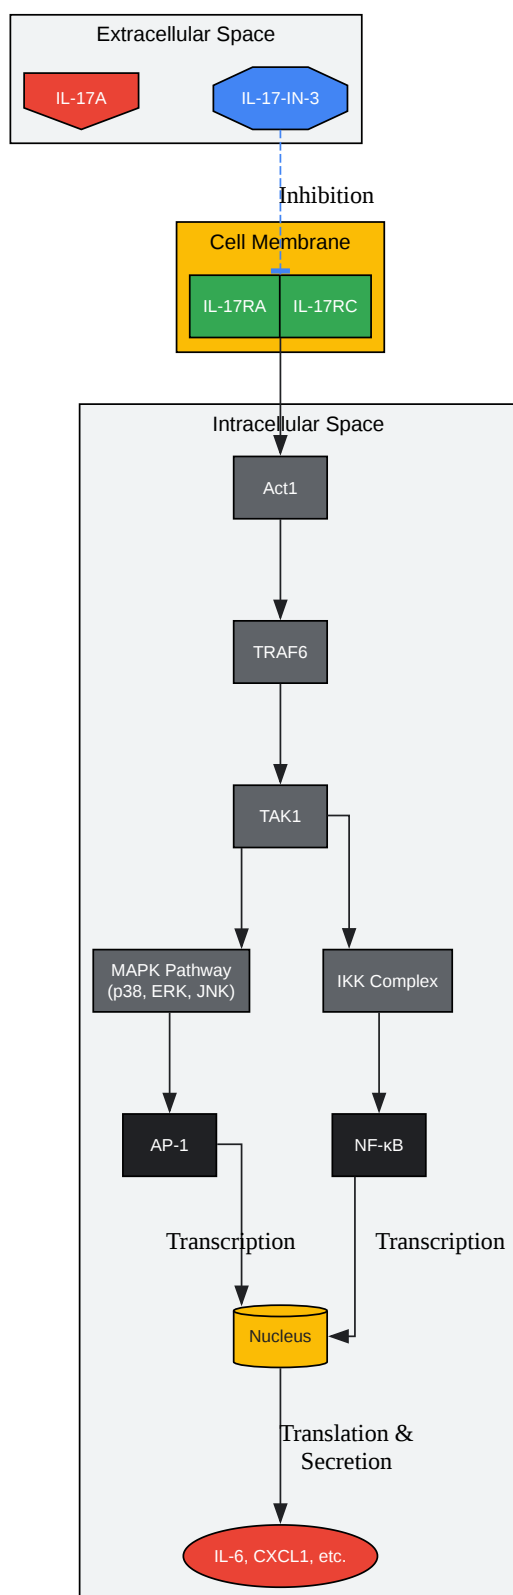 Extracellular Space
IL-17A
IL-17-IN-3
Inhibition
Cell Membrane
IL-17RA
IL-17RC
Intracellular Space
Act1
TRAF6
TAK1
MAPK Pathway
(p38, ERK, JNK)
IKK Complex
AP-1
NF-κB
Transcription
Transcription
Nucleus
Translation &
Secretion
IL-6, CXCL1, etc.